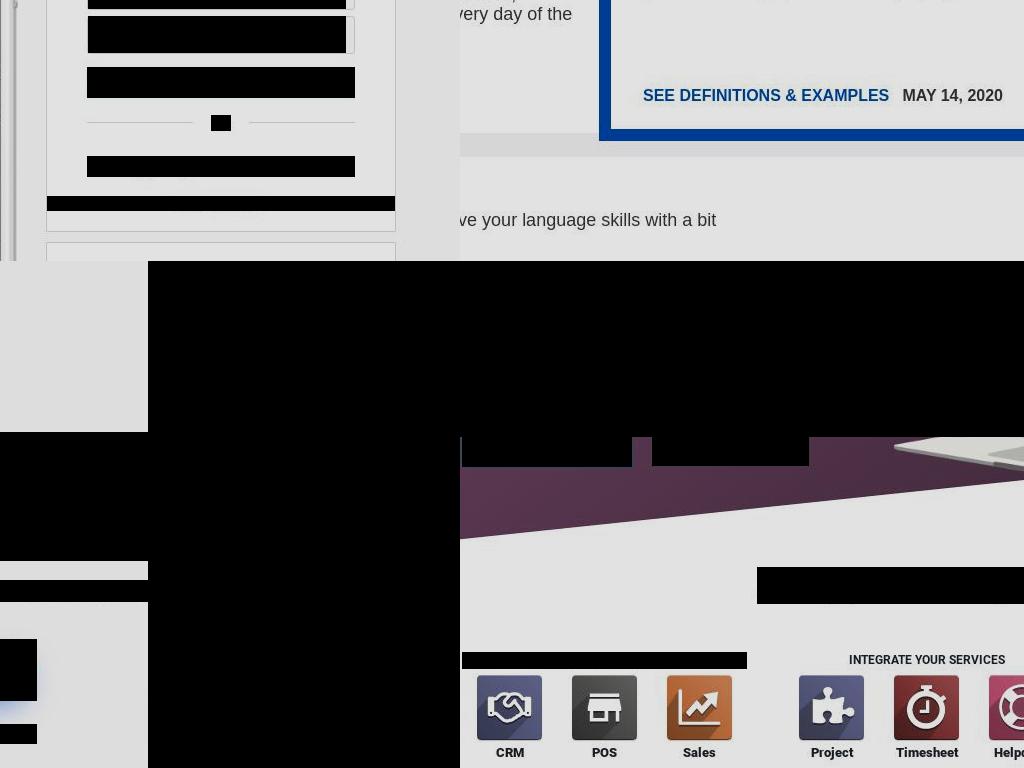 very day of the
SEE DEFINITIONS & EXAMPLES MAY 14, 2020
ve your language skills with a bit
INTEGRATE YOUR SERVICES
CRM
POS
Sales
Project
Timesheet